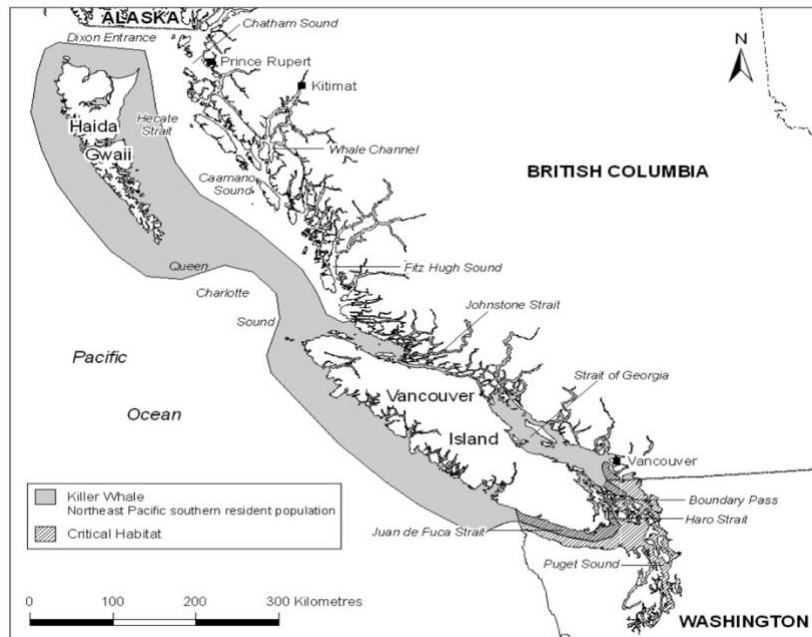 ALASKA
Chatham Sound
Dixon Entrance
N
Prince Rupert
Kitimat
Haida
Gwaii
Hecate
Strait
Whale Channel
BRITISH COLUMBIA
Caamano
Sound
Queen
Charlotte
Sound
Fitz Hugh Sound
Johnstone Strait
Pacific
Ocean
Strait of Georgia
Vancouver
Island
Vancouver
Killer Whale
Northeast Pacific southern resident population
Critical Habitat
Boundary Pass
Haro Strait
Juan de Fuca Strait
Puget Sound
0 100 200 300 Kilometres
WASHINGTON